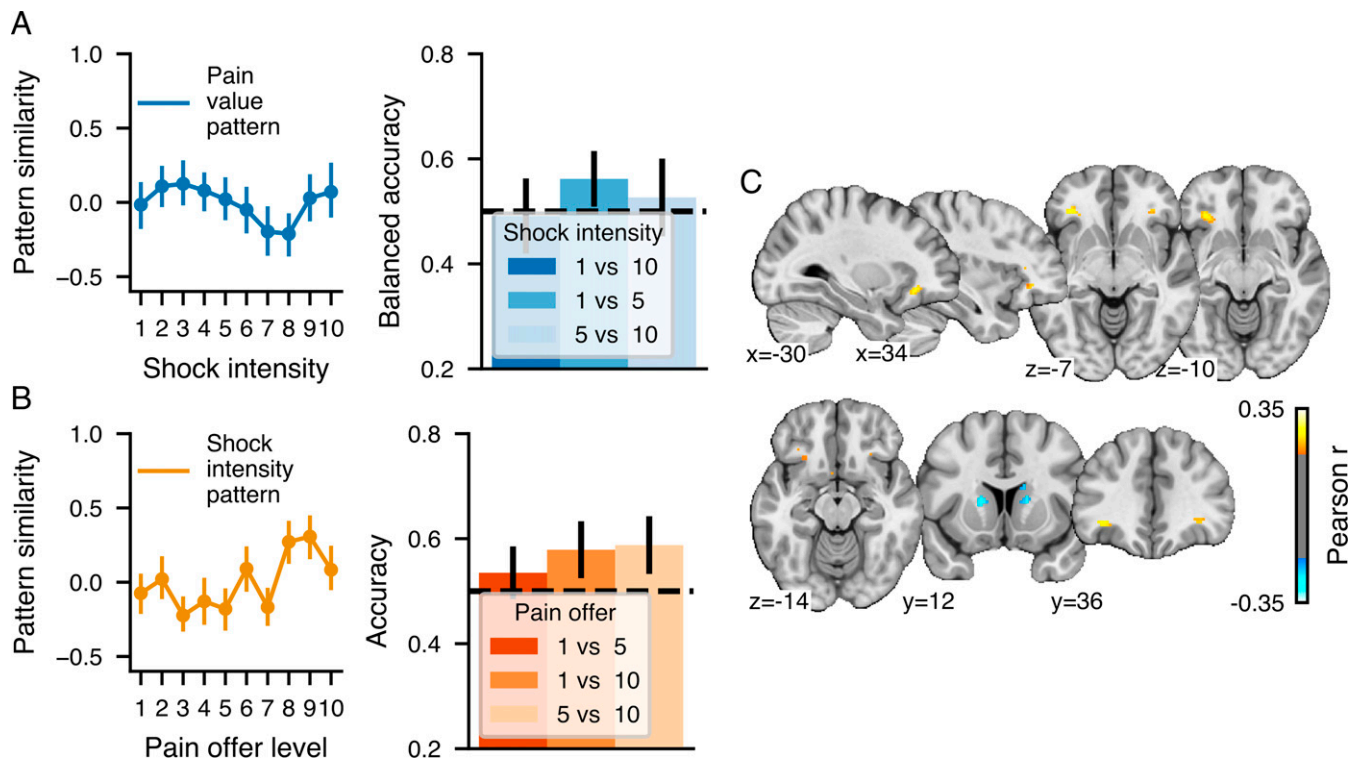 A
Pattern similarity
1.0
0.5
0.0
−0.5
Pain
value
pattern
1 2 3 4 5 6 7 8 9 10
Shock intensity
Balanced accuracy
0.8
0.6
0.4
0.2
Shock intensity
1 vs 10
1 vs 5
5 vs 10
B
Pattern similarity
1.0
0.5
0.0
−0.5
Shock
intensity
pattern
1 2 3 4 5 6 7 8 9 10
Pain offer level
Accuracy
0.8
0.6
0.4
0.2
Pain offer
1 vs 5
1 vs 10
5 vs 10
C
x=-30
x=34
z=-7
z=-10
z=-14
y=12
y=36
0.35
-0.35
Pearson r